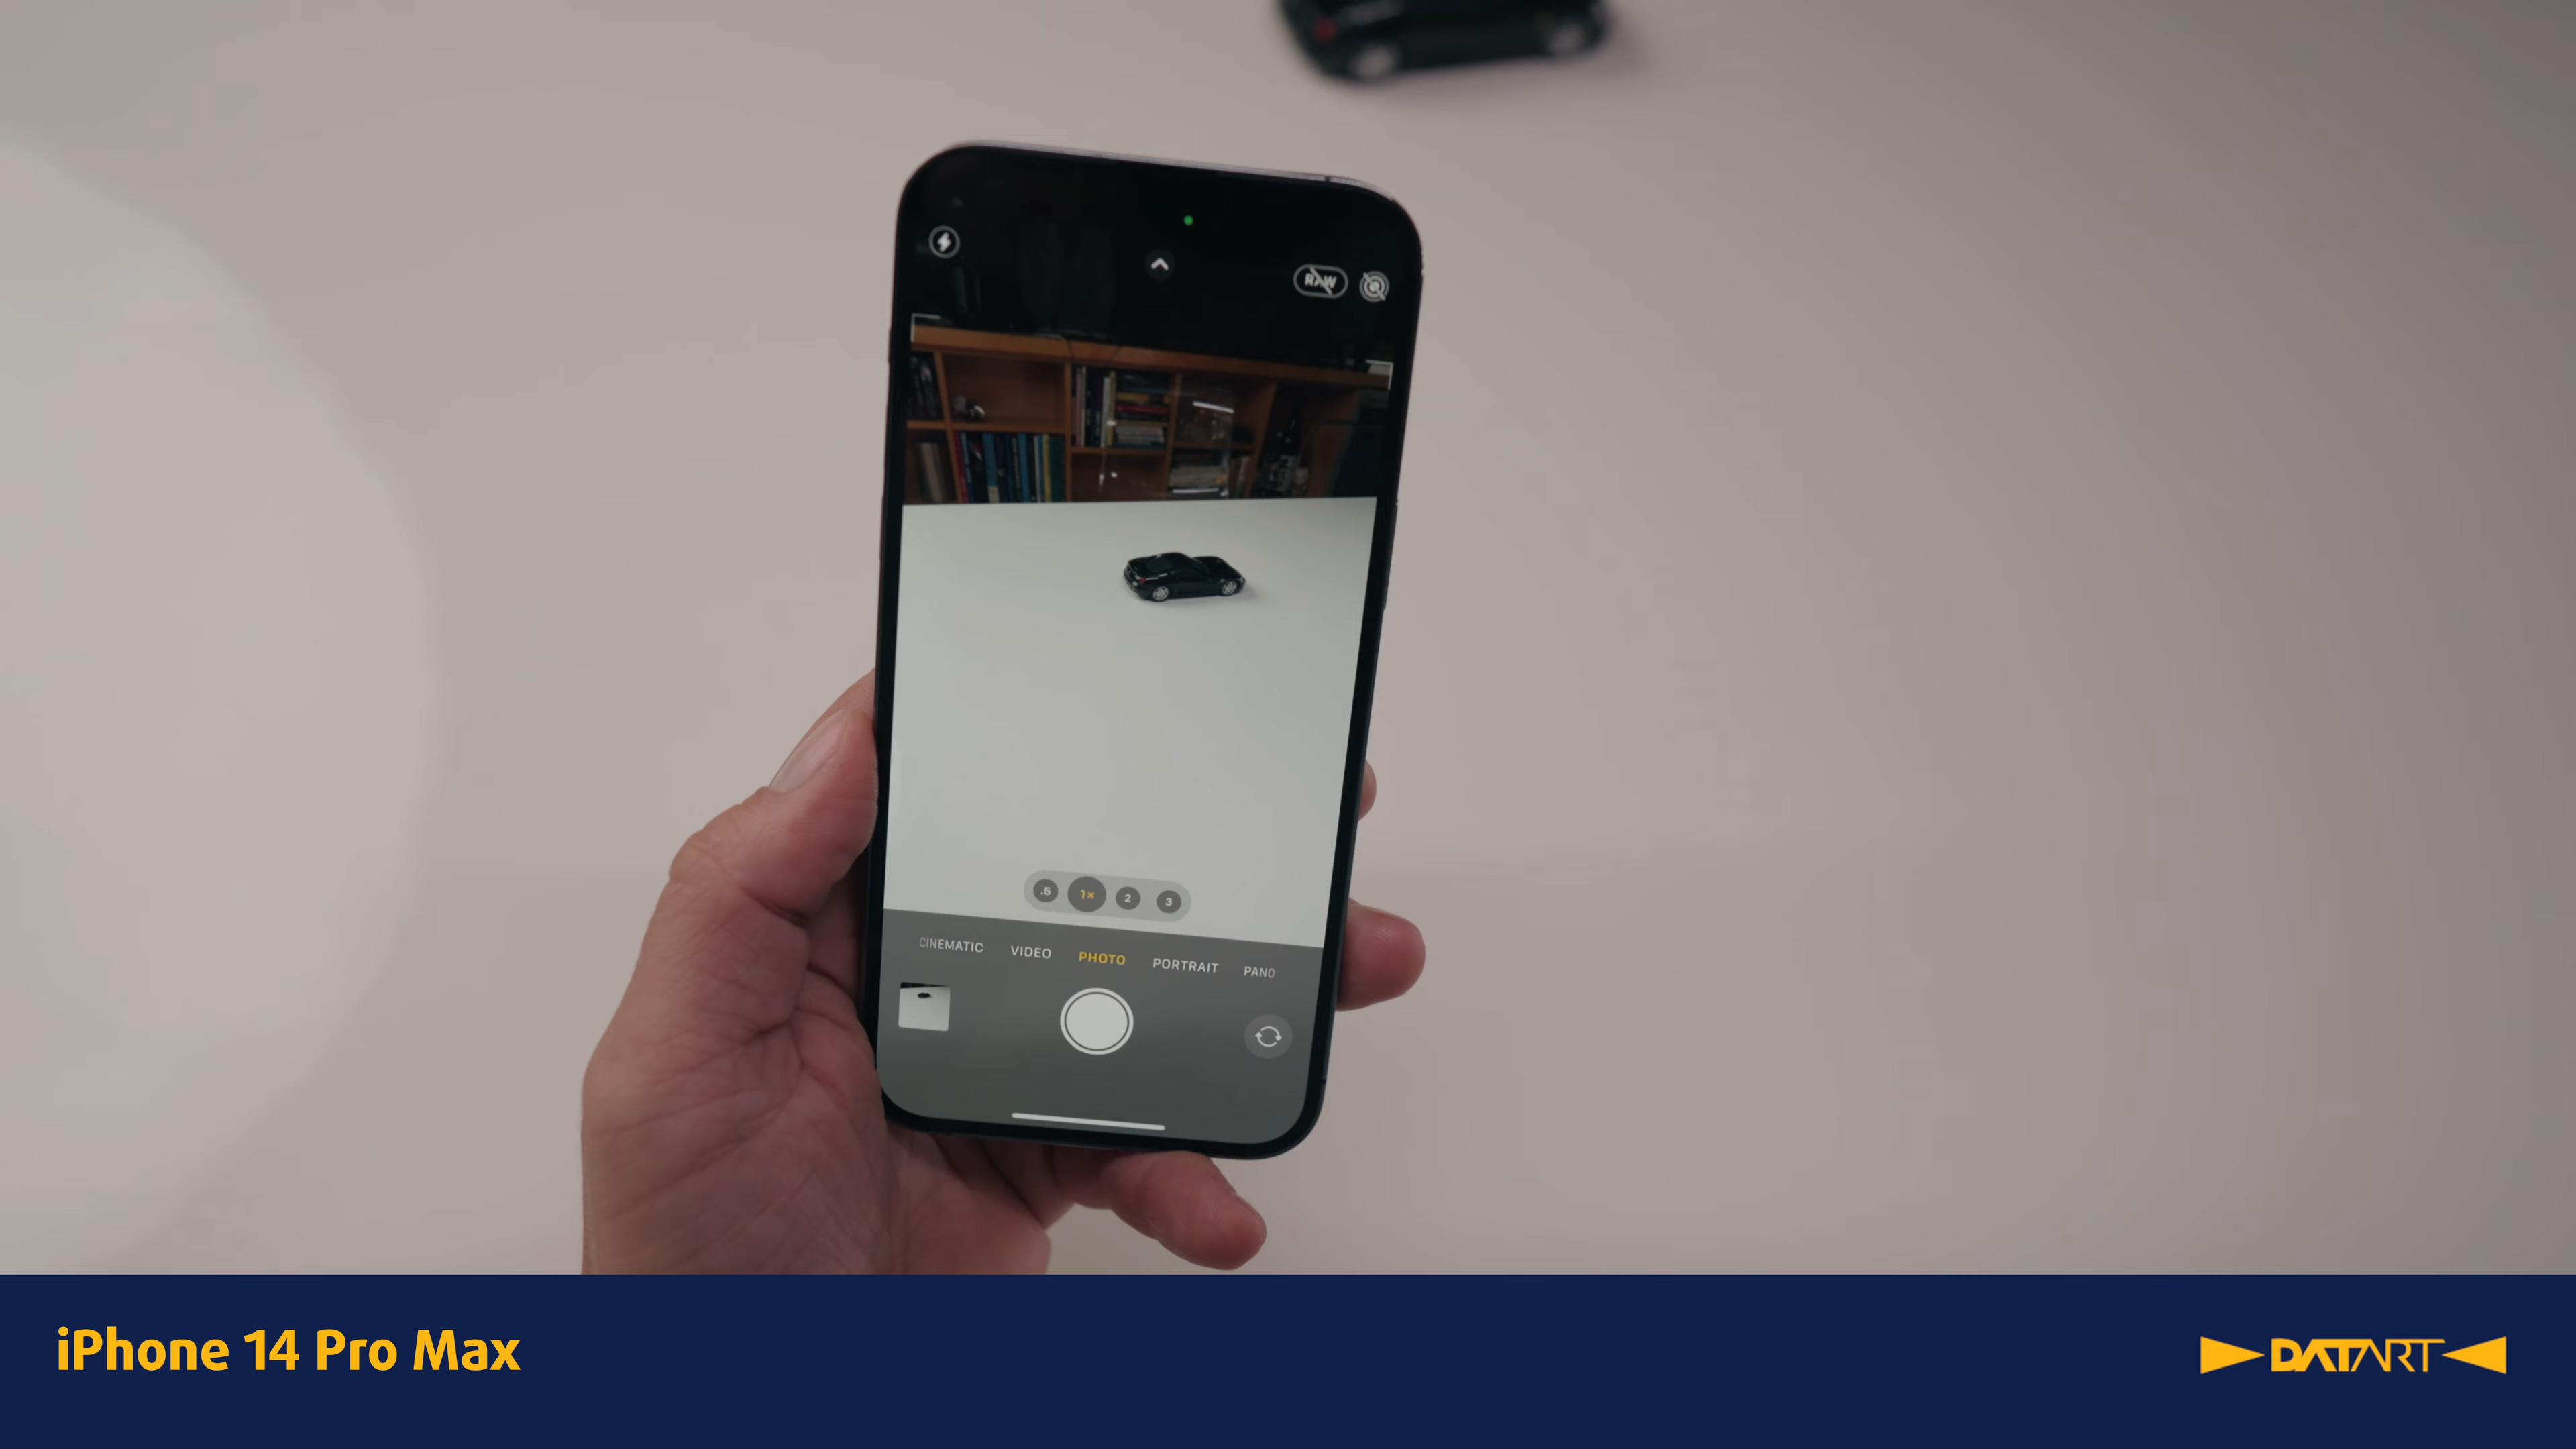 RAW
.5 1× 2 3
CINEMATIC VIDEO PHOTO PORTRAIT PANO
iPhone 14 Pro Max
DATART